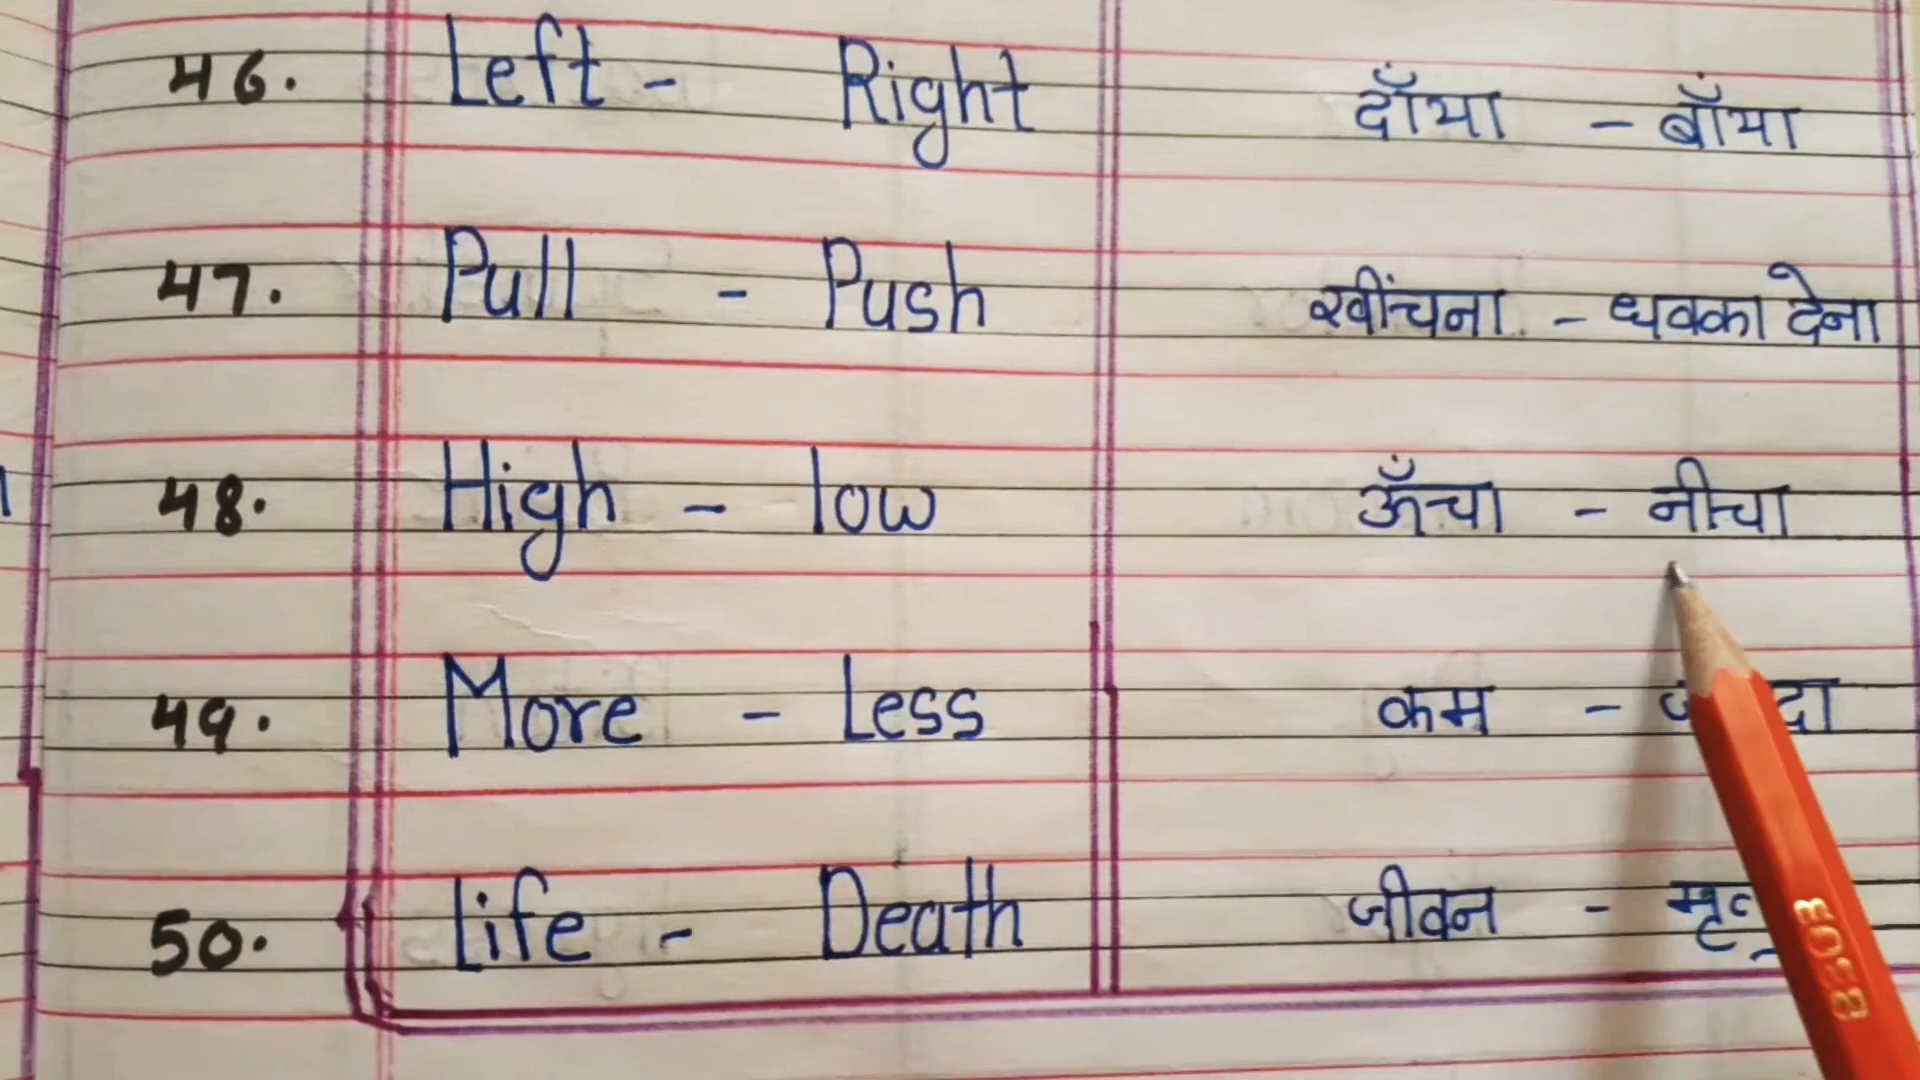 46. Left - Right दाँया - बाँया
47. Pull - Push खींचना - धक्का देना
48. High - low ऊँचा - नीचा
49. More - Less कम -
50. Life - Death जीवन -